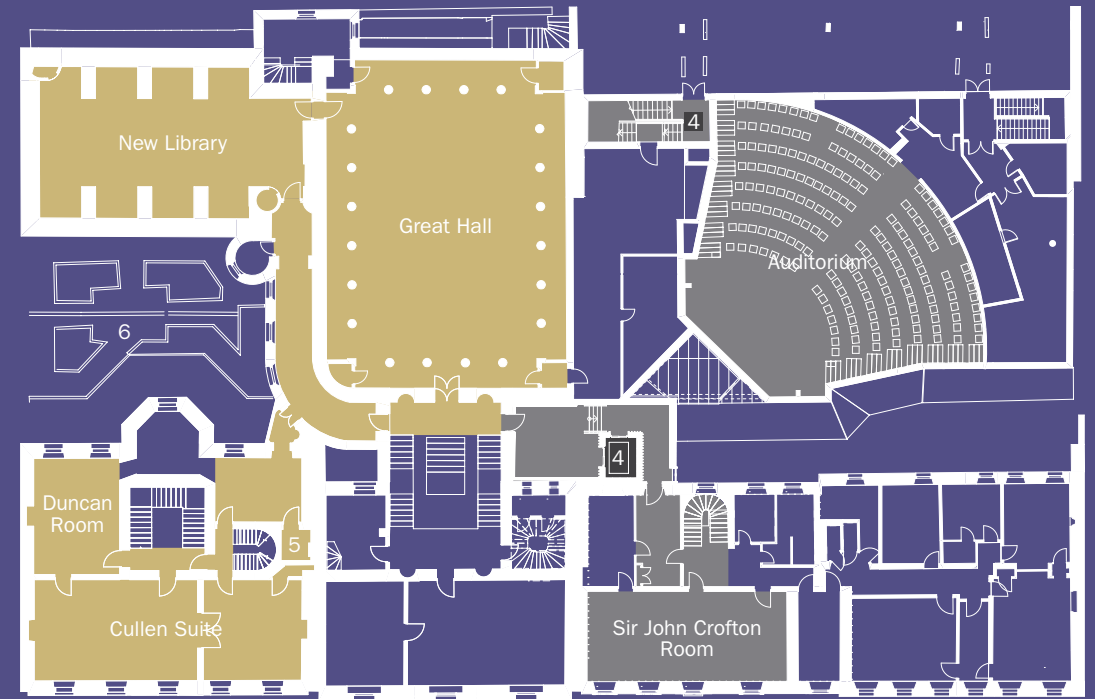 4
New Library
Great Hall
Auditorium
6
4
Duncan
Room
5
Cullen Suite
Sir John Crofton
Room